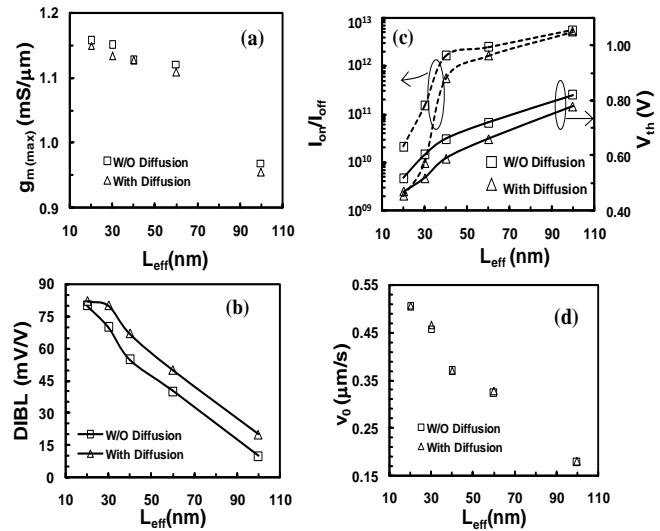 (a)
g_m (max) (mS/μm)
1.2
1.1
1.0
0.9
W/O Diffusion
With Diffusion
10 30 50 70 90 110
L_eff(nm)
(c)
I_on/I_off
10^13
10^12
10^11
10^10
10^09
1.00
0.80
0.60
0.40
V_th (V)
W/O Diffusion
With Diffusion
10 30 50 70 90 110
L_eff (nm)
(b)
DIBL (mV/V)
90
75
60
45
30
15
0
W/O Diffusion
With Diffusion
10 30 50 70 90 110
L_eff(nm)
(d)
v_0 (μm/s)
0.55
0.45
0.35
0.25
0.15
W/O Diffusion
With Diffusion
10 30 50 70 90 110
L_eff(nm)